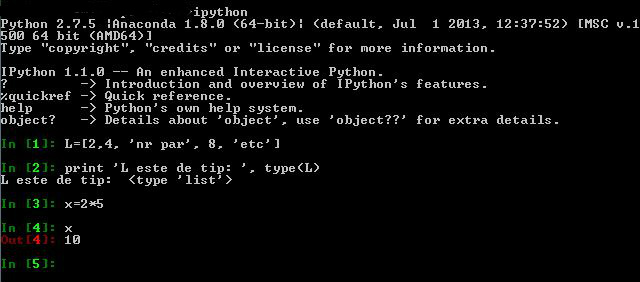 ipython
Python 2.7.5 |Anaconda 1.8.0 (64-bit)| (default, Jul  1 2013, 12:37:52) [MSC v.1
500 64 bit (AMD64)]
Type "copyright", "credits" or "license" for more information.
IPython 1.1.0 -- An enhanced Interactive Python.
?         -> Introduction and overview of IPython's features.
%quickref -> Quick reference.
help      -> Python's own help system.
object?   -> Details about 'object', use 'object??' for extra details.
In [1]: L=[2,4, 'nr par', 8, 'etc']
In [2]: print 'L este de tip: ', type(L)
L este de tip:  <type 'list'>
In [3]: x=2*5
In [4]: x
Out[4]: 10
In [5]: